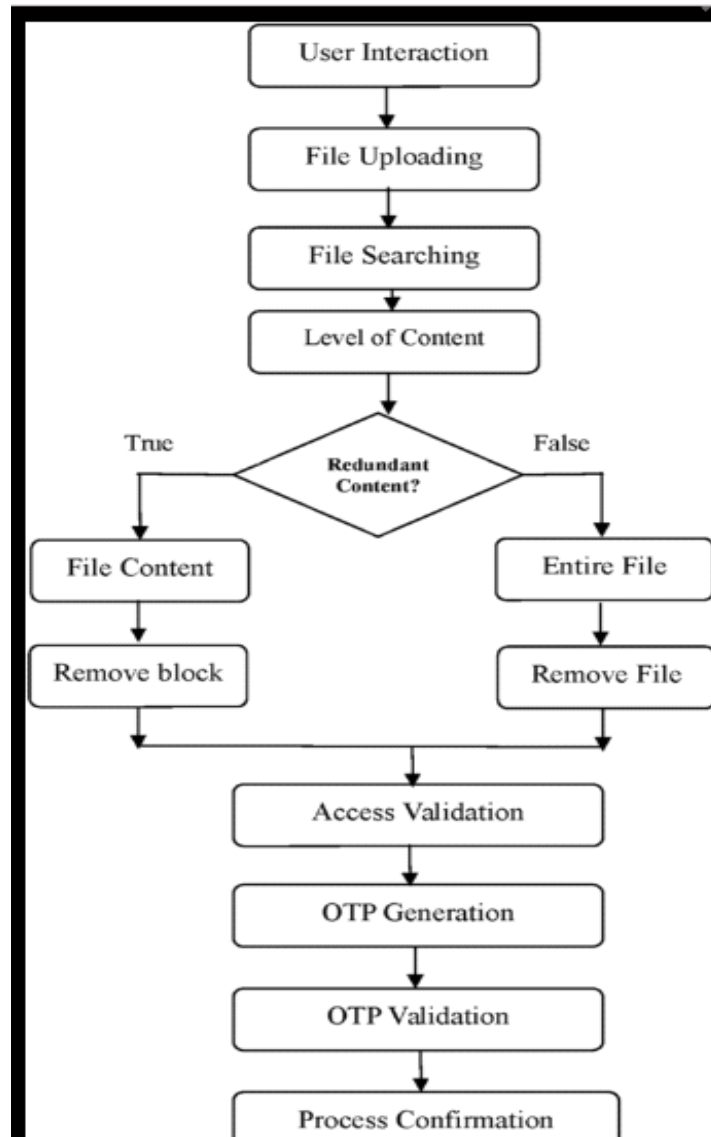 User Interaction
File Uploading
File Searching
Level of Content
True
False
Redundant
Content?
File Content
Entire File
Remove block
Remove File
Access Validation
OTP Generation
OTP Validation
Process Confirmation